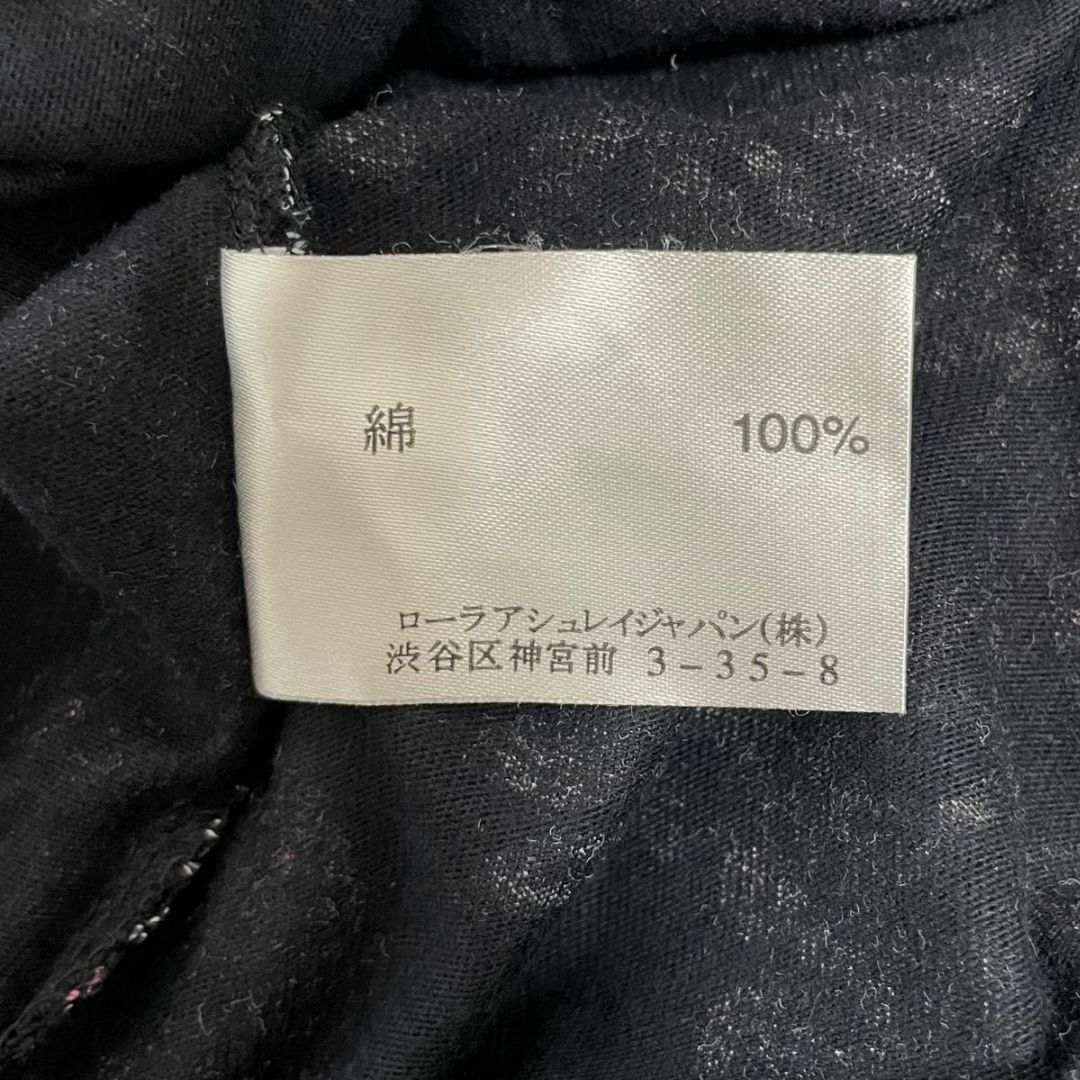 綿 100%
ローラアシュレイジャパン(株)
渋谷区神宮前 3-35-8